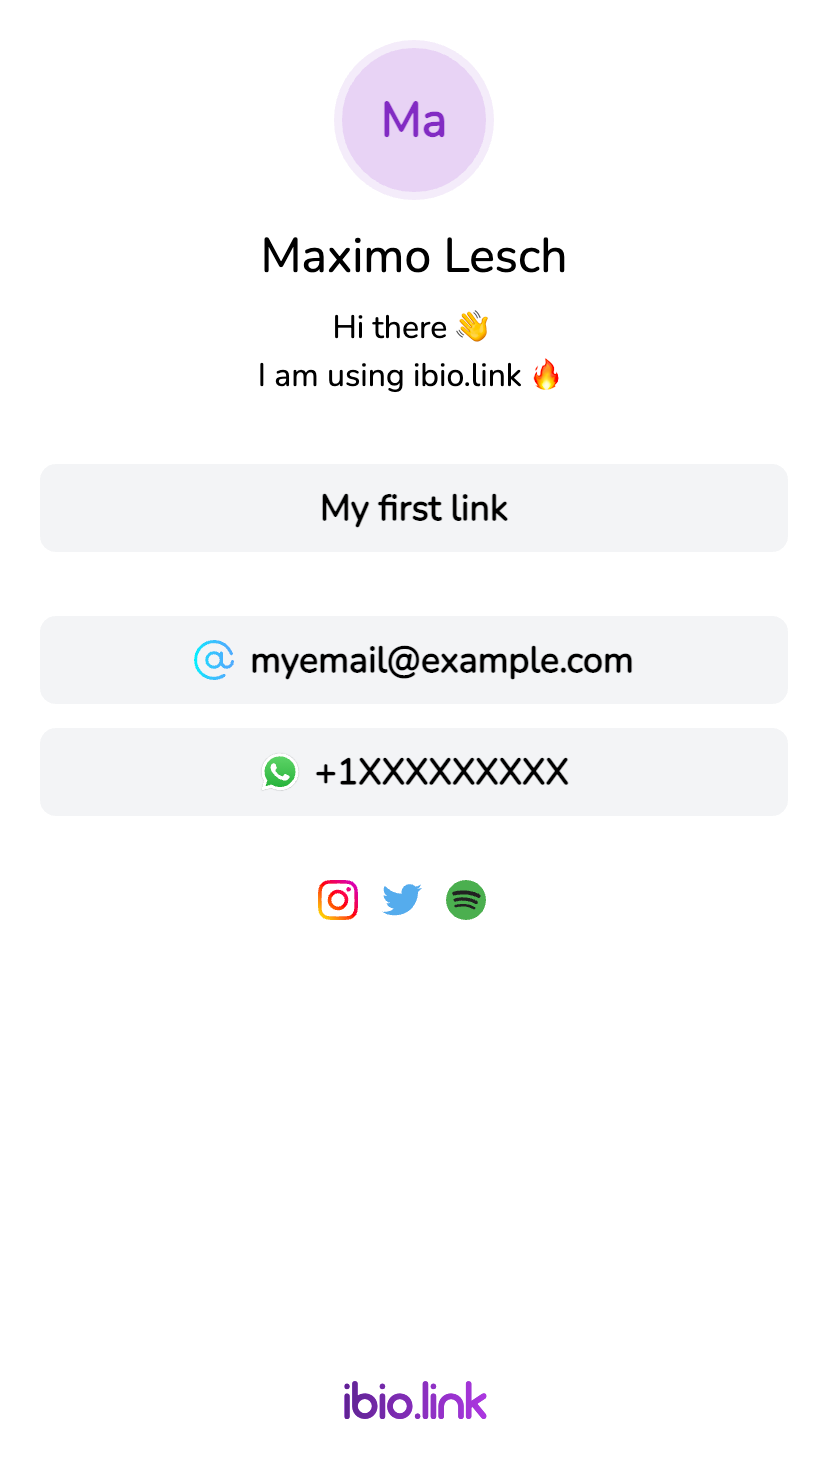 Ma
Maximo Lesch
Hi there 👋
I am using ibio.link 🔥
My first link
myemail@example.com
+1XXXXXXXXX
ibio.link